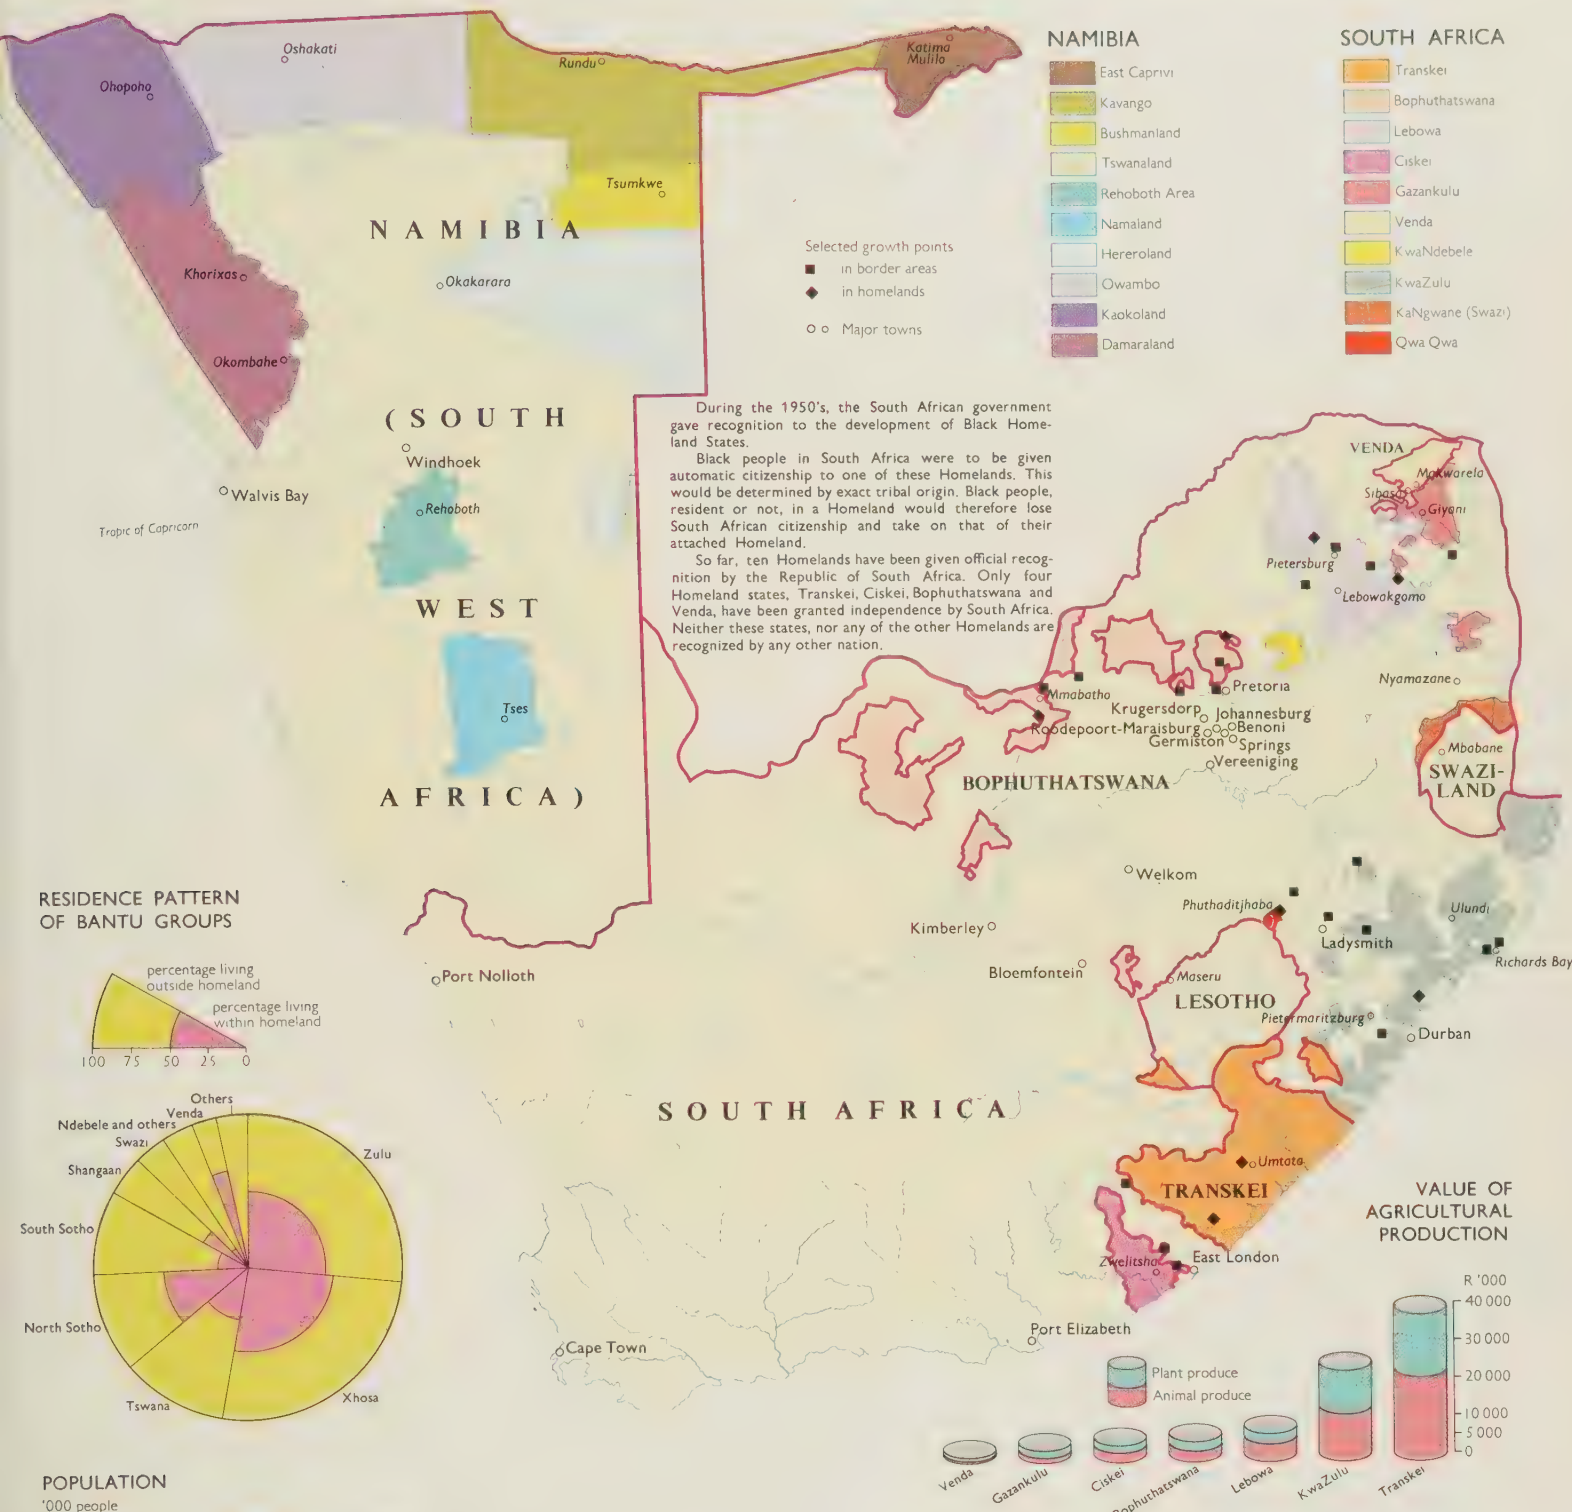 NAMIBIA
East Caprivi
Kavango
Bushmanland
Tswanaland
Rehoboth Area
Namaland
Hereroland
Owambo
Kaokoland
Damaraland
SOUTH AFRICA
Transkei
Bophuthatswana
Lebowa
Ciskei
Gazankulu
Venda
KwaNdebele
KwaZulu
KaNgwane (Swazi)
Qwa Qwa
Selected growth points
in border areas
in homelands
Major towns
Ohopoho
Oshakati
Rundu
Katima
Mulilo
Tsumkwe
NAMIBIA
Khorixas
Okakarara
Okombahe
(SOUTH
Windhoek
Walvis Bay
Rehoboth
Tropic of Capricorn
WEST
Tses
AFRICA)
During the 1950's, the South African government
gave recognition to the development of Black Home-
land States.
Black people in South Africa were to be given
automatic citizenship to one of these Homelands. This
would be determined by exact tribal origin. Black people,
resident or not, in a Homeland would therefore lose
South African citizenship and take on that of their
attached Homeland.
So far, ten Homelands have been given official recog-
nition by the Republic of South Africa. Only four
Homeland states, Transkei, Ciskei, Bophuthatswana and
Venda, have been granted independence by South Africa.
Neither these states, nor any of the other Homelands are
recognized by any other nation.
VENDA
Makwarela
Sibasa
Giyani
Pietersburg
Lebowakgomo
Nyamazane
Mmabatho
Pretoria
Krugersdorp
Johannesburg
Roodepoort-Maraisburg
Benoni
Germiston
Springs
Vereeniging
Mbabane
SWAZI-
LAND
BOPHUTHATSWANA
Welkom
Phuthaditjhaba
Ulundi
Kimberley
Ladysmith
Richards Bay
Bloemfontein
Maseru
LESOTHO
Pietermaritzburg
Durban
Port Nolloth
SOUTH AFRICA
Umtata
TRANSKEI
Zwelitsha
East London
Port Elizabeth
Cape Town
RESIDENCE PATTERN
OF BANTU GROUPS
percentage living
outside homeland
percentage living
within homeland
100 75 50 25 0
Others
Venda
Ndebele and others
Swazi
Shangaan
South Sotho
North Sotho
Tswana
Xhosa
Zulu
POPULATION
'000 people
VALUE OF
AGRICULTURAL
PRODUCTION
R '000
40 000
30 000
20 000
10 000
5 000
0
Plant produce
Animal produce
Venda
Gazankulu
Ciskei
Bophuthatswana
Lebowa
KwaZulu
Transkei